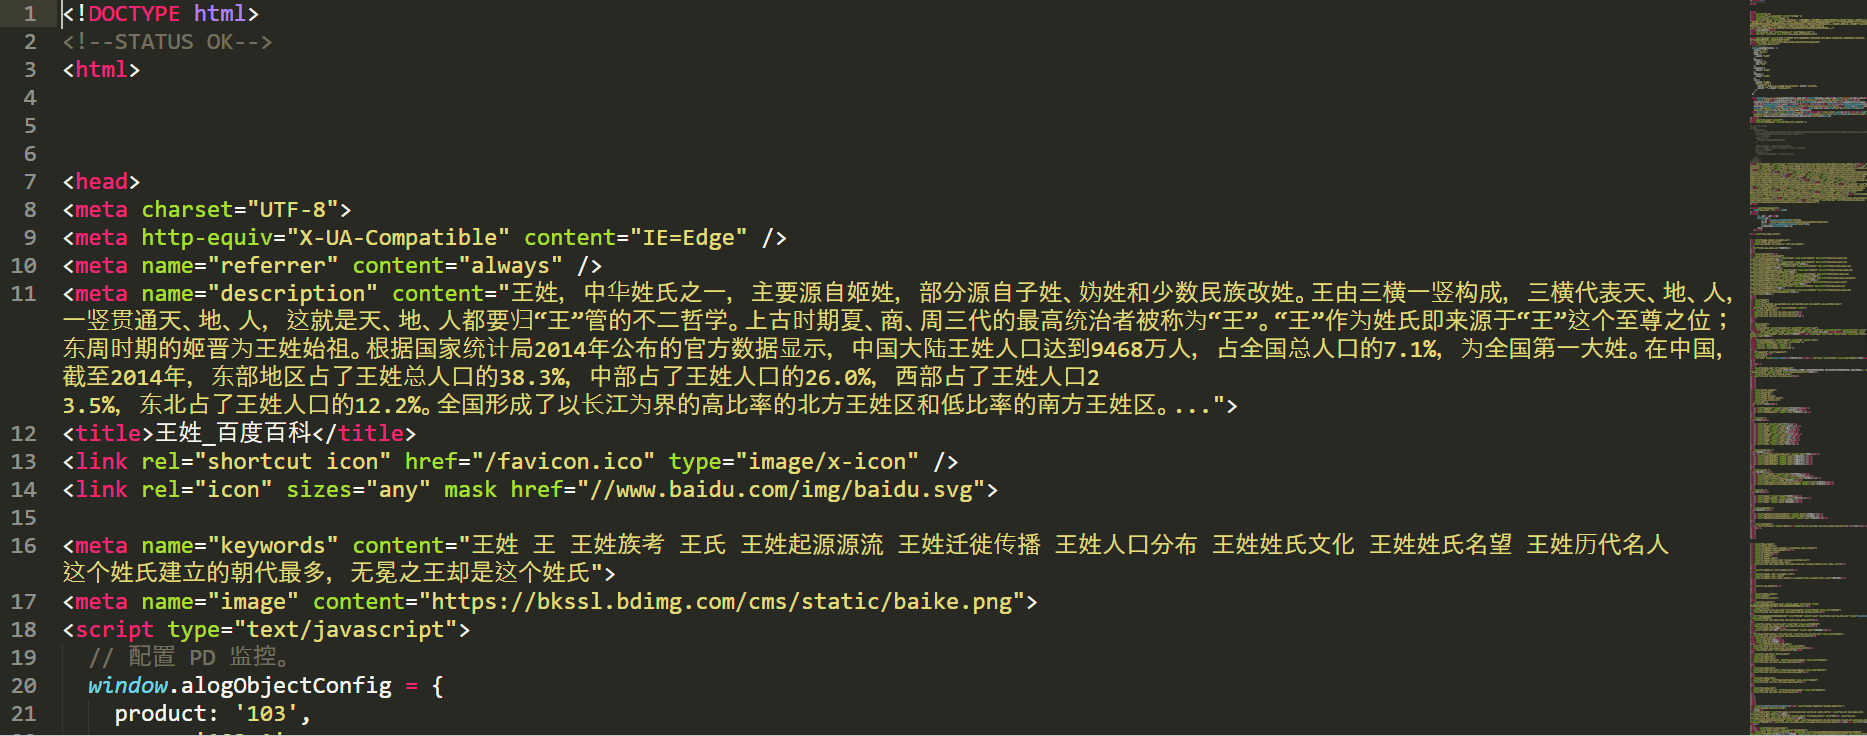 1 <!DOCTYPE html>
2 <!--STATUS OK-->
3 <html>
4
5
6
7 <head>
8 <meta charset="UTF-8">
9 <meta http-equiv="X-UA-Compatible" content="IE=Edge" />
10 <meta name="referrer" content="always" />
11 <meta name="description" content="王姓，中华姓氏之一，主要源自姬姓，部分源自子姓、妫姓和少数民族改姓。王由三横一竖构成，三横代表天、地、人，
一竖贯通天、地、人，这就是天、地、人都要归“王”管的不二哲学。上古时期夏、商、周三代的最高统治者被称为“王”。“王”作为姓氏即来源于“王”这个至尊之位；
东周时期的姬晋为王姓始祖。根据国家统计局2014年公布的官方数据显示，中国大陆王姓人口达到9468万人，占全国总人口的7.1%，为全国第一大姓。在中国，
截至2014年，东部地区占了王姓总人口的38.3%，中部占了王姓人口的26.0%，西部占了王姓人口2
3.5%，东北占了王姓人口的12.2%。全国形成了以长江为界的高比率的北方王姓区和低比率的南方王姓区。...">
12 <title>王姓_百度百科</title>
13 <link rel="shortcut icon" href="/favicon.ico" type="image/x-icon" />
14 <link rel="icon" sizes="any" mask href="//www.baidu.com/img/baidu.svg">
15
16 <meta name="keywords" content="王姓 王 王姓族考 王氏 王姓起源源流 王姓迁徙传播 王姓人口分布 王姓姓氏文化 王姓姓氏名望 王姓历代名人
这个姓氏建立的朝代最多，无冕之王却是这个姓氏">
17 <meta name="image" content="https://bkssl.bdimg.com/cms/static/baike.png">
18 <script type="text/javascript">
19 // 配置 PD 监控。
20 window.alogObjectConfig = {
21 product: '103',